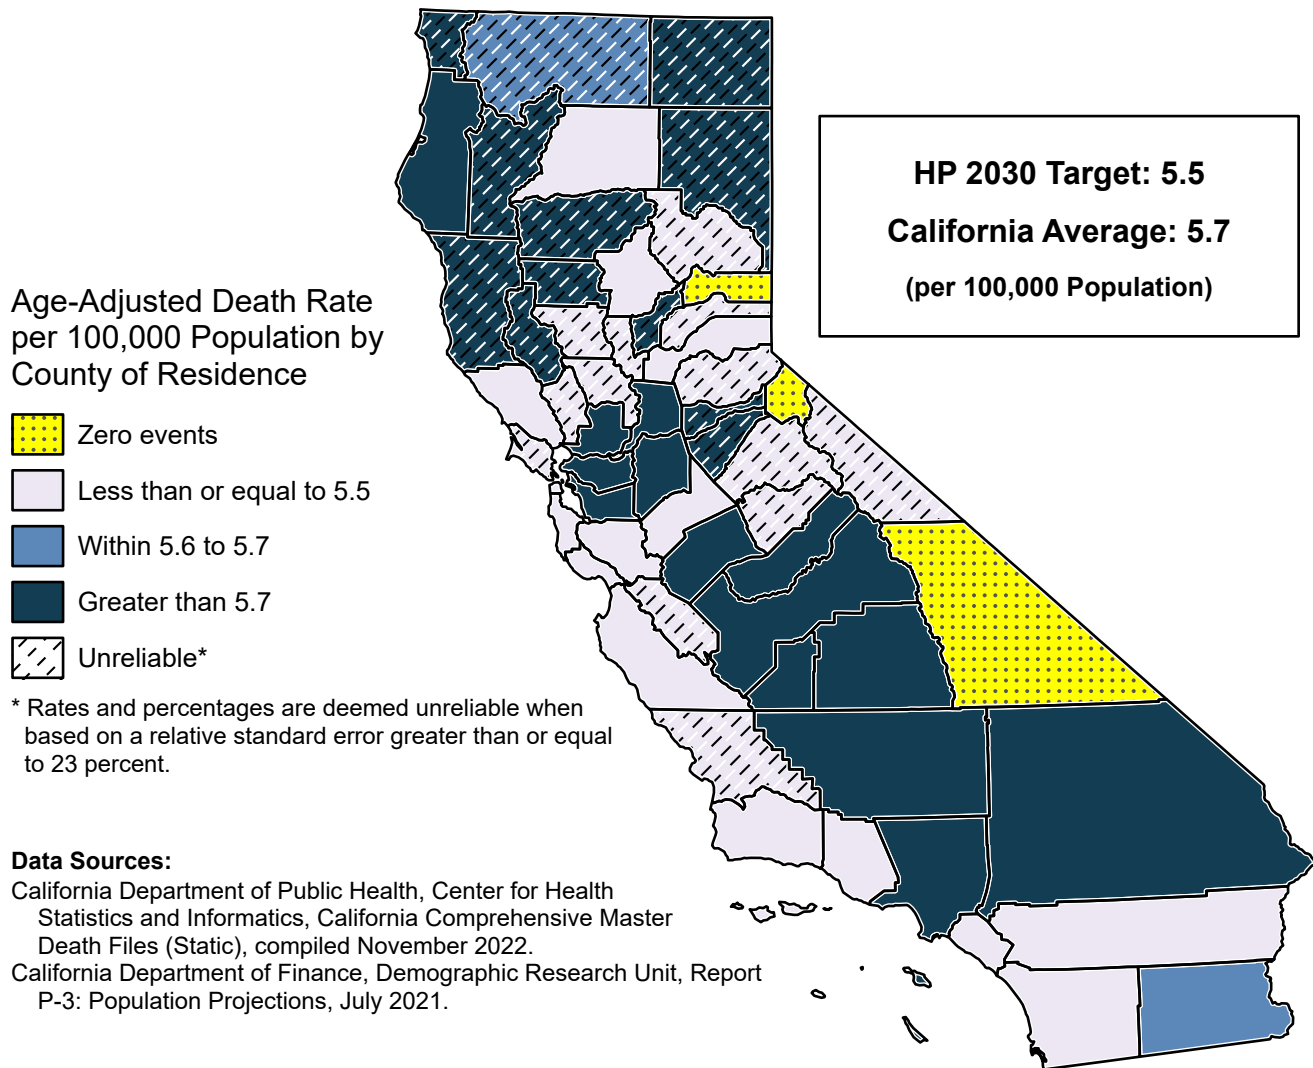 HP 2030 Target: 5.5
California Average: 5.7
(per 100,000 Population)
Age-Adjusted Death Rate
per 100,000 Population by
County of Residence
Zero events
Less than or equal to 5.5
Within 5.6 to 5.7
Greater than 5.7
Unreliable*
* Rates and percentages are deemed unreliable when
based on a relative standard error greater than or equal
to 23 percent.
Data Sources:
California Department of Public Health, Center for Health
Statistics and Informatics, California Comprehensive Master
Death Files (Static), compiled November 2022.
California Department of Finance, Demographic Research Unit, Report
P-3: Population Projections, July 2021.